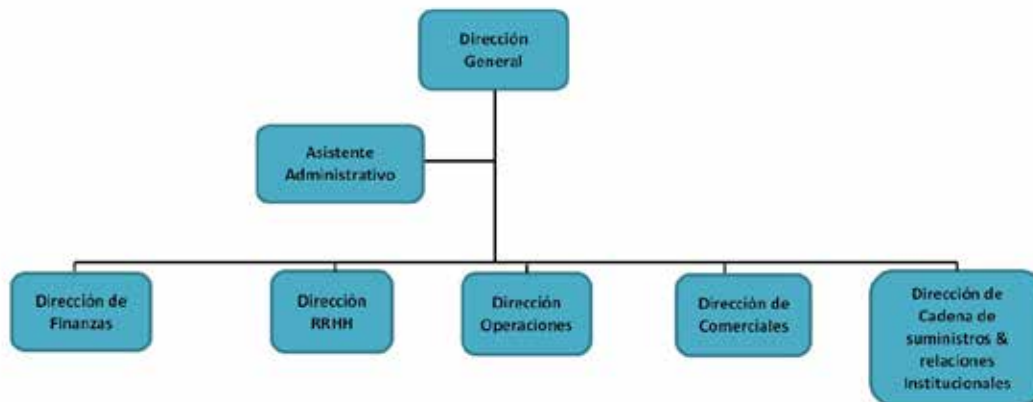 Dirección
General
Asistente
Administrativo
Dirección de
Finanzas
Dirección
RRHH
Dirección
Operaciones
Dirección de
Comerciales
Dirección de
Cadena de
suministros &
relaciones
Institucionales